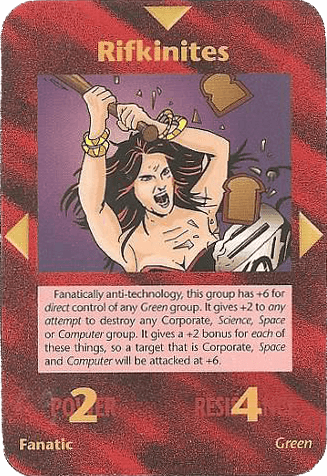 Rifkinites
Fanatically anti-technology, this group has +6 for
direct control of any Green group. It gives +2 to any
attempt to destroy any Corporate, Science, Space
or Computer group. It gives a +2 bonus for each of
these things, so a target that is Corporate, Space
and Computer will be attacked at +6.
POWER 2 RESISTANCE 4
Fanatic Green